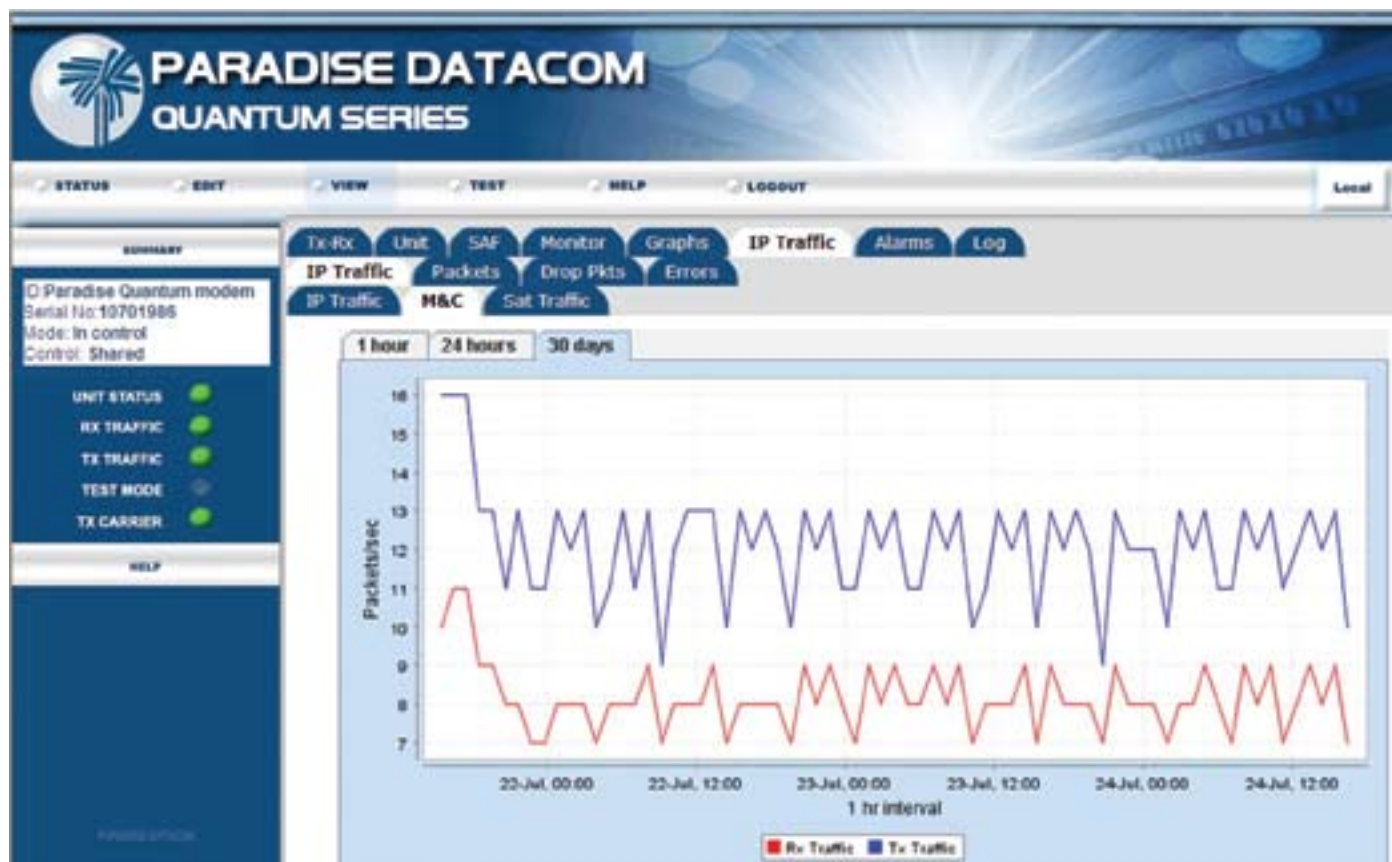 PARADISE DATACOM
QUANTUM SERIES
STATUS EDIT VIEW TEST HELP LOGOUT Local
SUMMARY
Tx-Rx Unit SAF Monitor Graphs IP Traffic Alarms Log
IP Traffic Packets Drop Pkts Errors
IP Traffic M&C Sat Traffic
ID Paradise Quantum modem
Serial No:10701986
Mode: In control
Control: Shared
UNIT STATUS
RX TRAFFIC
TX TRAFFIC
TEST MODE
TX CARRIER
HELP
1 hour 24 hours 30 days
Packets/sec
16
15
14
13
12
11
10
9
8
7
22-Jul, 00:00 22-Jul, 12:00 23-Jul, 00:00 23-Jul, 12:00 24-Jul, 00:00 24-Jul, 12:00
1 hr interval
Rx Traffic Tx Traffic